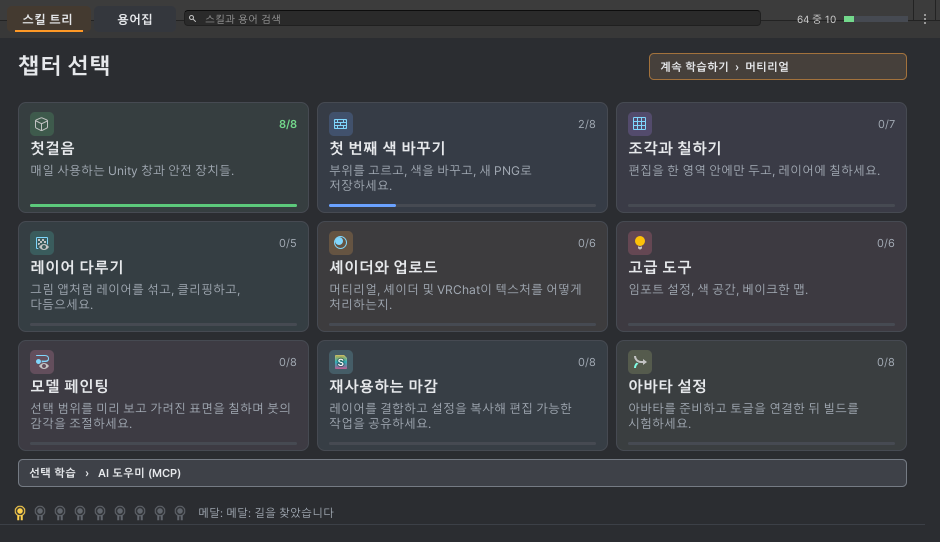 스킬 트리
용어집
스킬과 용어 검색
64 중 10
챕터 선택
계속 학습하기 › 머티리얼
8/8
첫걸음
매일 사용하는 Unity 창과 안전 장치들.
2/8
첫 번째 색 바꾸기
부위를 고르고, 색을 바꾸고, 새 PNG로
저장하세요.
0/7
조각과 칠하기
편집을 한 영역 안에만 두고, 레이어에 칠하세요.
0/5
레이어 다루기
그림 앱처럼 레이어를 섞고, 클리핑하고,
다듬으세요.
0/6
셰이더와 업로드
머티리얼, 셰이더 및 VRChat이 텍스처를 어떻게
처리하는지.
0/6
고급 도구
임포트 설정, 색 공간, 베이크한 맵.
0/8
모델 페인팅
선택 범위를 미리 보고 가려진 표면을 칠하며 붓의
감각을 조절하세요.
S
0/8
재사용하는 마감
레이어를 결합하고 설정을 복사해 편집 가능한
작업을 공유하세요.
0/8
아바타 설정
아바타를 준비하고 토글을 연결한 뒤 빌드를
시험하세요.
선택 학습 › AI 도우미 (MCP)
메달: 메달: 길을 찾았습니다